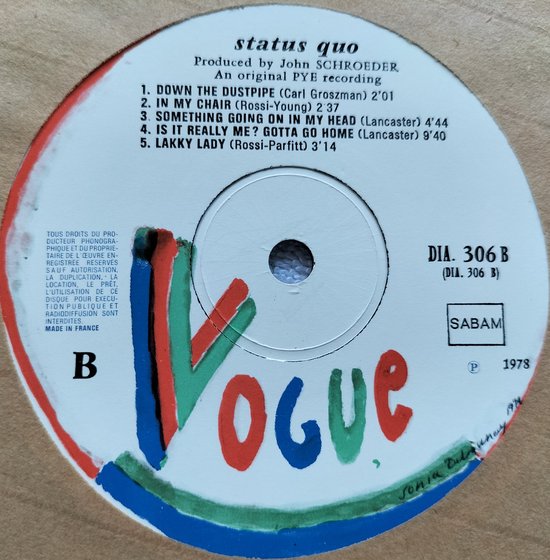 status quo
Produced by John SCHROEDER
An original PYE recording
1. DOWN THE DUSTPIPE (Carl Groszman) 2'01
2. IN MY CHAIR (Rossi-Young) 2 37
3. SOMETHING GOING ON IN MY HEAD (Lancaster) 4'44
4. IS IT REALLY ME? GOTTA GO HOME (Lancaster) 9'40
5. LAKKY LADY (Rossi-Parfitt) 3'14
TOUS DROITS DU PRO-
DUCTEUR PHONOGRA-
PHIQUE ET DU PROPRIE-
TAIRE DE L'ŒUVRE EN-
REGISTREE RESERVES
SAUF AUTORISATION,
LA DUPLICATION, LA
LOCATION, LE PRÊT,
L'UTILISATION DE CE
DISQUE POUR EXECU-
TION PUBLIQUE ET
RADIODIFFUSION SONT
INTERDITES.
MADE IN FRANCE
DIA. 306 B
(DIA. 306 B)
SABAM
B
℗ 1978
VOGUE
sonia Delaunay